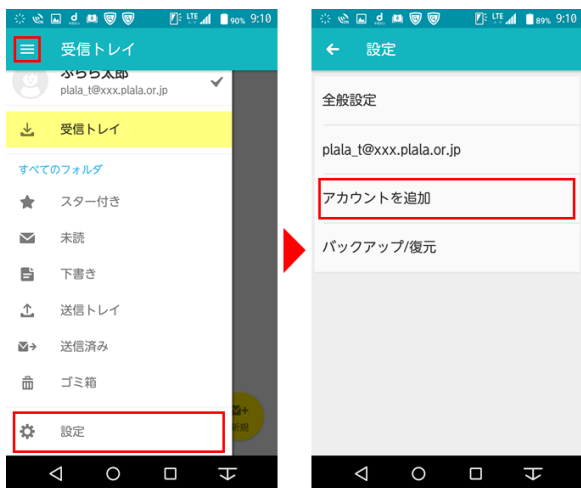 90% 9:10
受信トレイ
ぷらら太郎
plala_t@xxx.plala.or.jp
受信トレイ
すべてのフォルダ
スター付き
未読
下書き
送信トレイ
送信済み
ゴミ箱
新規
設定
LTE 89% 9:10
設定
全般設定
plala_t@xxx.plala.or.jp
アカウントを追加
バックアップ/復元